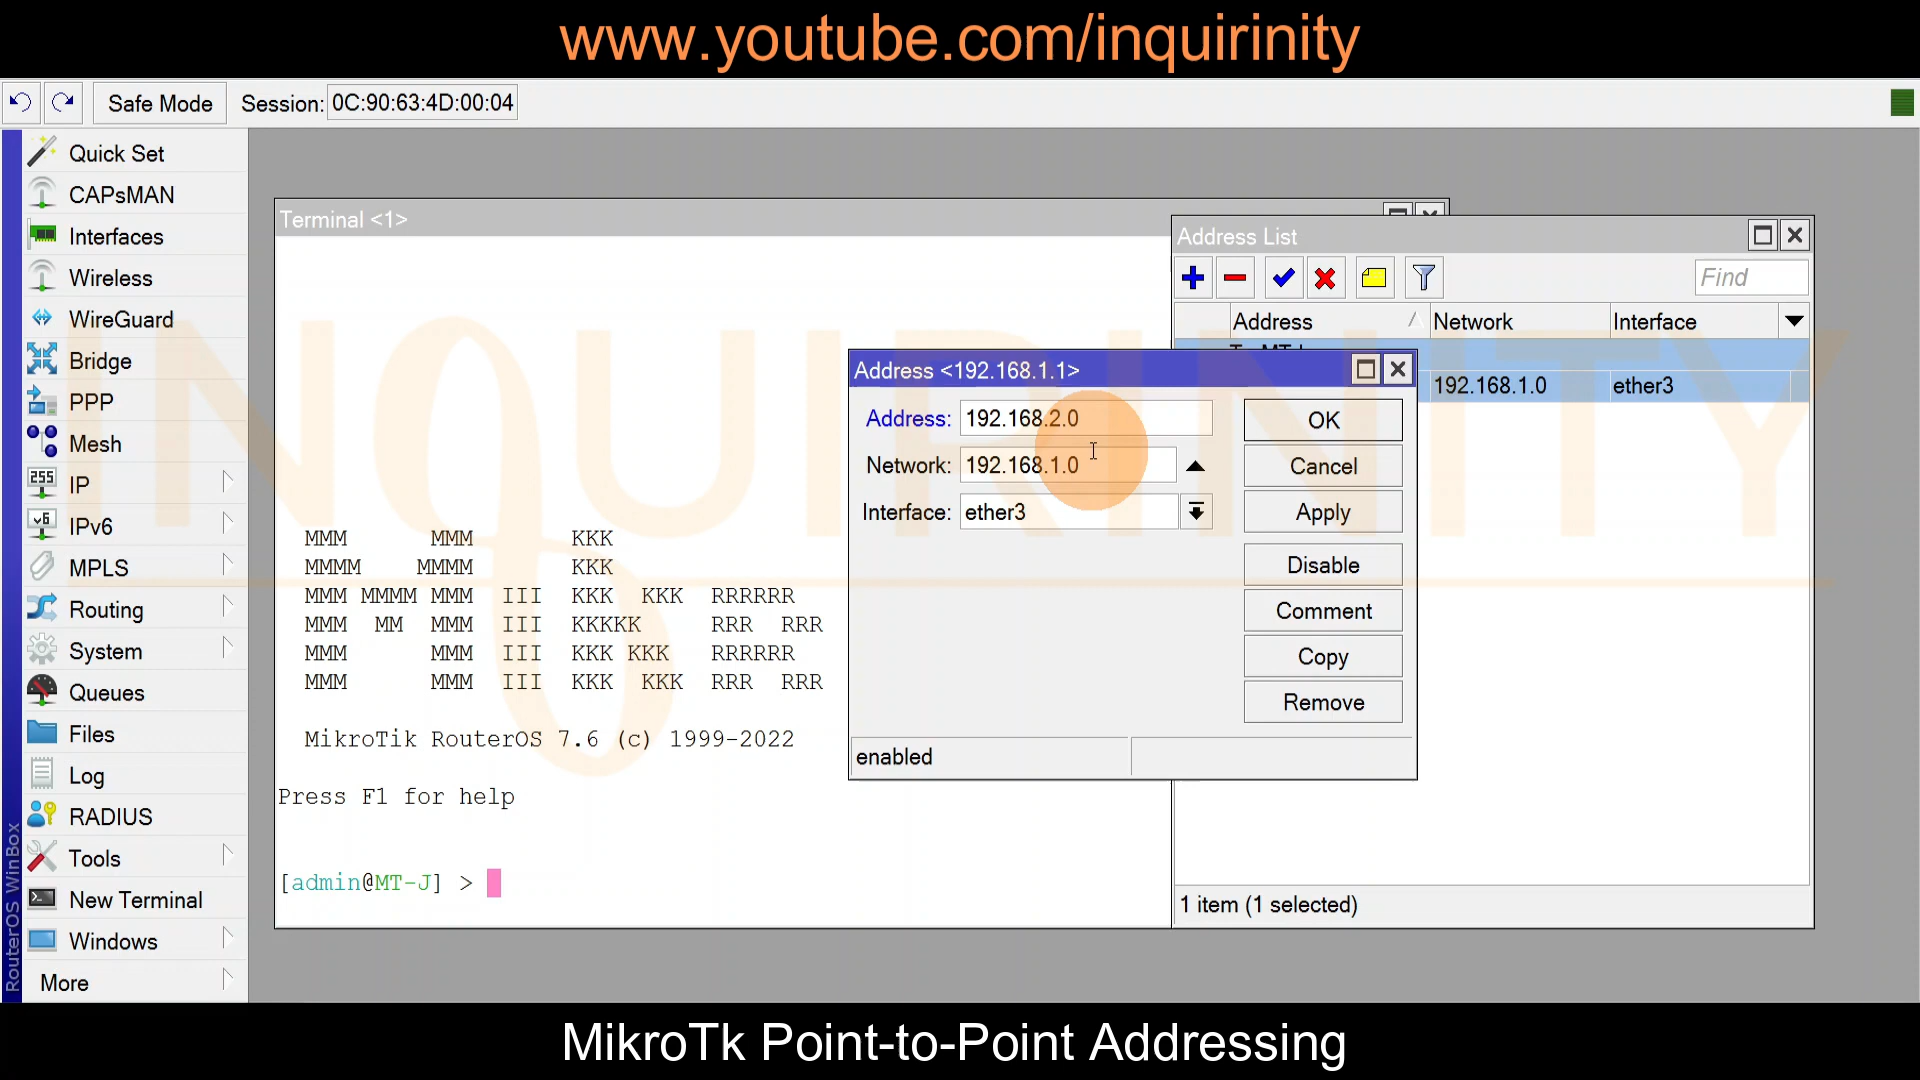 www.youtube.com/inquirinity
Safe Mode Session: 0C:90:63:4D:00:04
Quick Set
CAPsMAN
Interfaces
Wireless
WireGuard
Bridge
PPP
Mesh
255 IP
v6 IPv6
MPLS
Routing
System
Queues
Files
Log
RADIUS
Tools
New Terminal
Windows
More
RouterOS WinBox
Terminal <1>
MMM MMM KKK
MMMM MMMM KKK
MMM MMMM MMM III KKK KKK RRRRRR
MMM MM MMM III KKKKK RRR RRR
MMM MMM III KKK KKK RRRRRR
MMM MMM III KKK KKK RRR RRR
MikroTik RouterOS 7.6 (c) 1999-2022
Press F1 for help
[admin@MT-J] >
Address List
Find
Address Network Interface
192.168.1.0 ether3
1 item (1 selected)
Address <192.168.1.1>
Address: 192.168.2.0
Network: 192.168.1.0
Interface: ether3
OK
Cancel
Apply
Disable
Comment
Copy
Remove
enabled
INQUIRINITY
MikroTk Point-to-Point Addressing